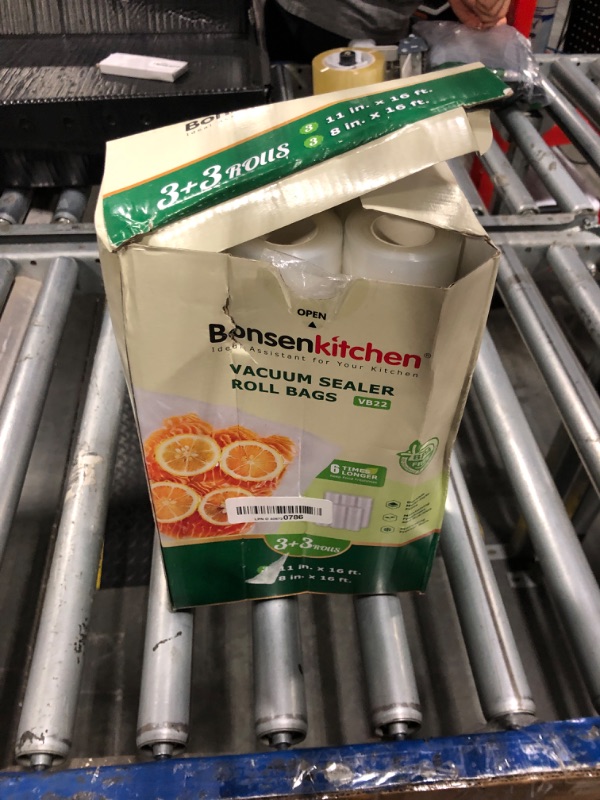 Bonsen
3+3 ROLLS
3 11 in. x 16 ft.
3 8 in. x 16 ft.
OPEN
Bonsenkitchen®
Ideal Assistant for Your Kitchen
VACUUM SEALER
ROLL BAGS VB22
6 TIMES
LONGER
0786
3+3 ROLLS
11 in. x 16 ft.
8 in. x 16 ft.